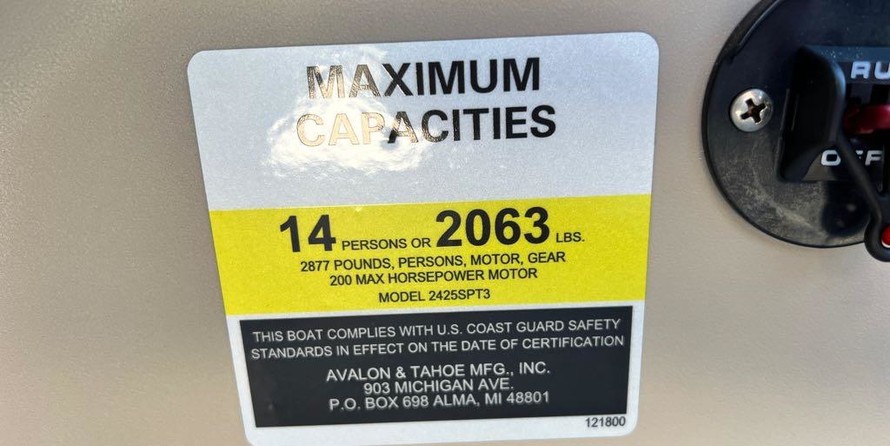 MAXIMUM
CAPACITIES
14 PERSONS OR 2063 LBS.
2877 POUNDS, PERSONS, MOTOR, GEAR
200 MAX HORSEPOWER MOTOR
MODEL 2425SPT3
THIS BOAT COMPLIES WITH U.S. COAST GUARD SAFETY
STANDARDS IN EFFECT ON THE DATE OF CERTIFICATION
AVALON & TAHOE MFG., INC.
903 MICHIGAN AVE.
P.O. BOX 698 ALMA, MI 48801
121800
RU
OFF